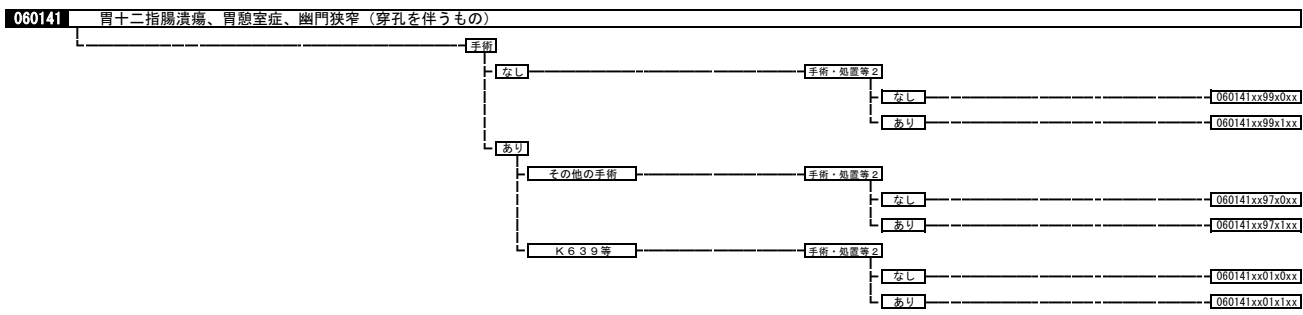 060141 胃十二指腸潰瘍、胃憩室症、幽門狭窄（穿孔を伴うもの）
手術
なし 手術・処置等２
なし 060141xx99x0xx
あり 060141xx99x1xx
あり
その他の手術 手術・処置等２
なし 060141xx97x0xx
あり 060141xx97x1xx
Ｋ６３９等 手術・処置等２
なし 060141xx01x0xx
あり 060141xx01x1xx